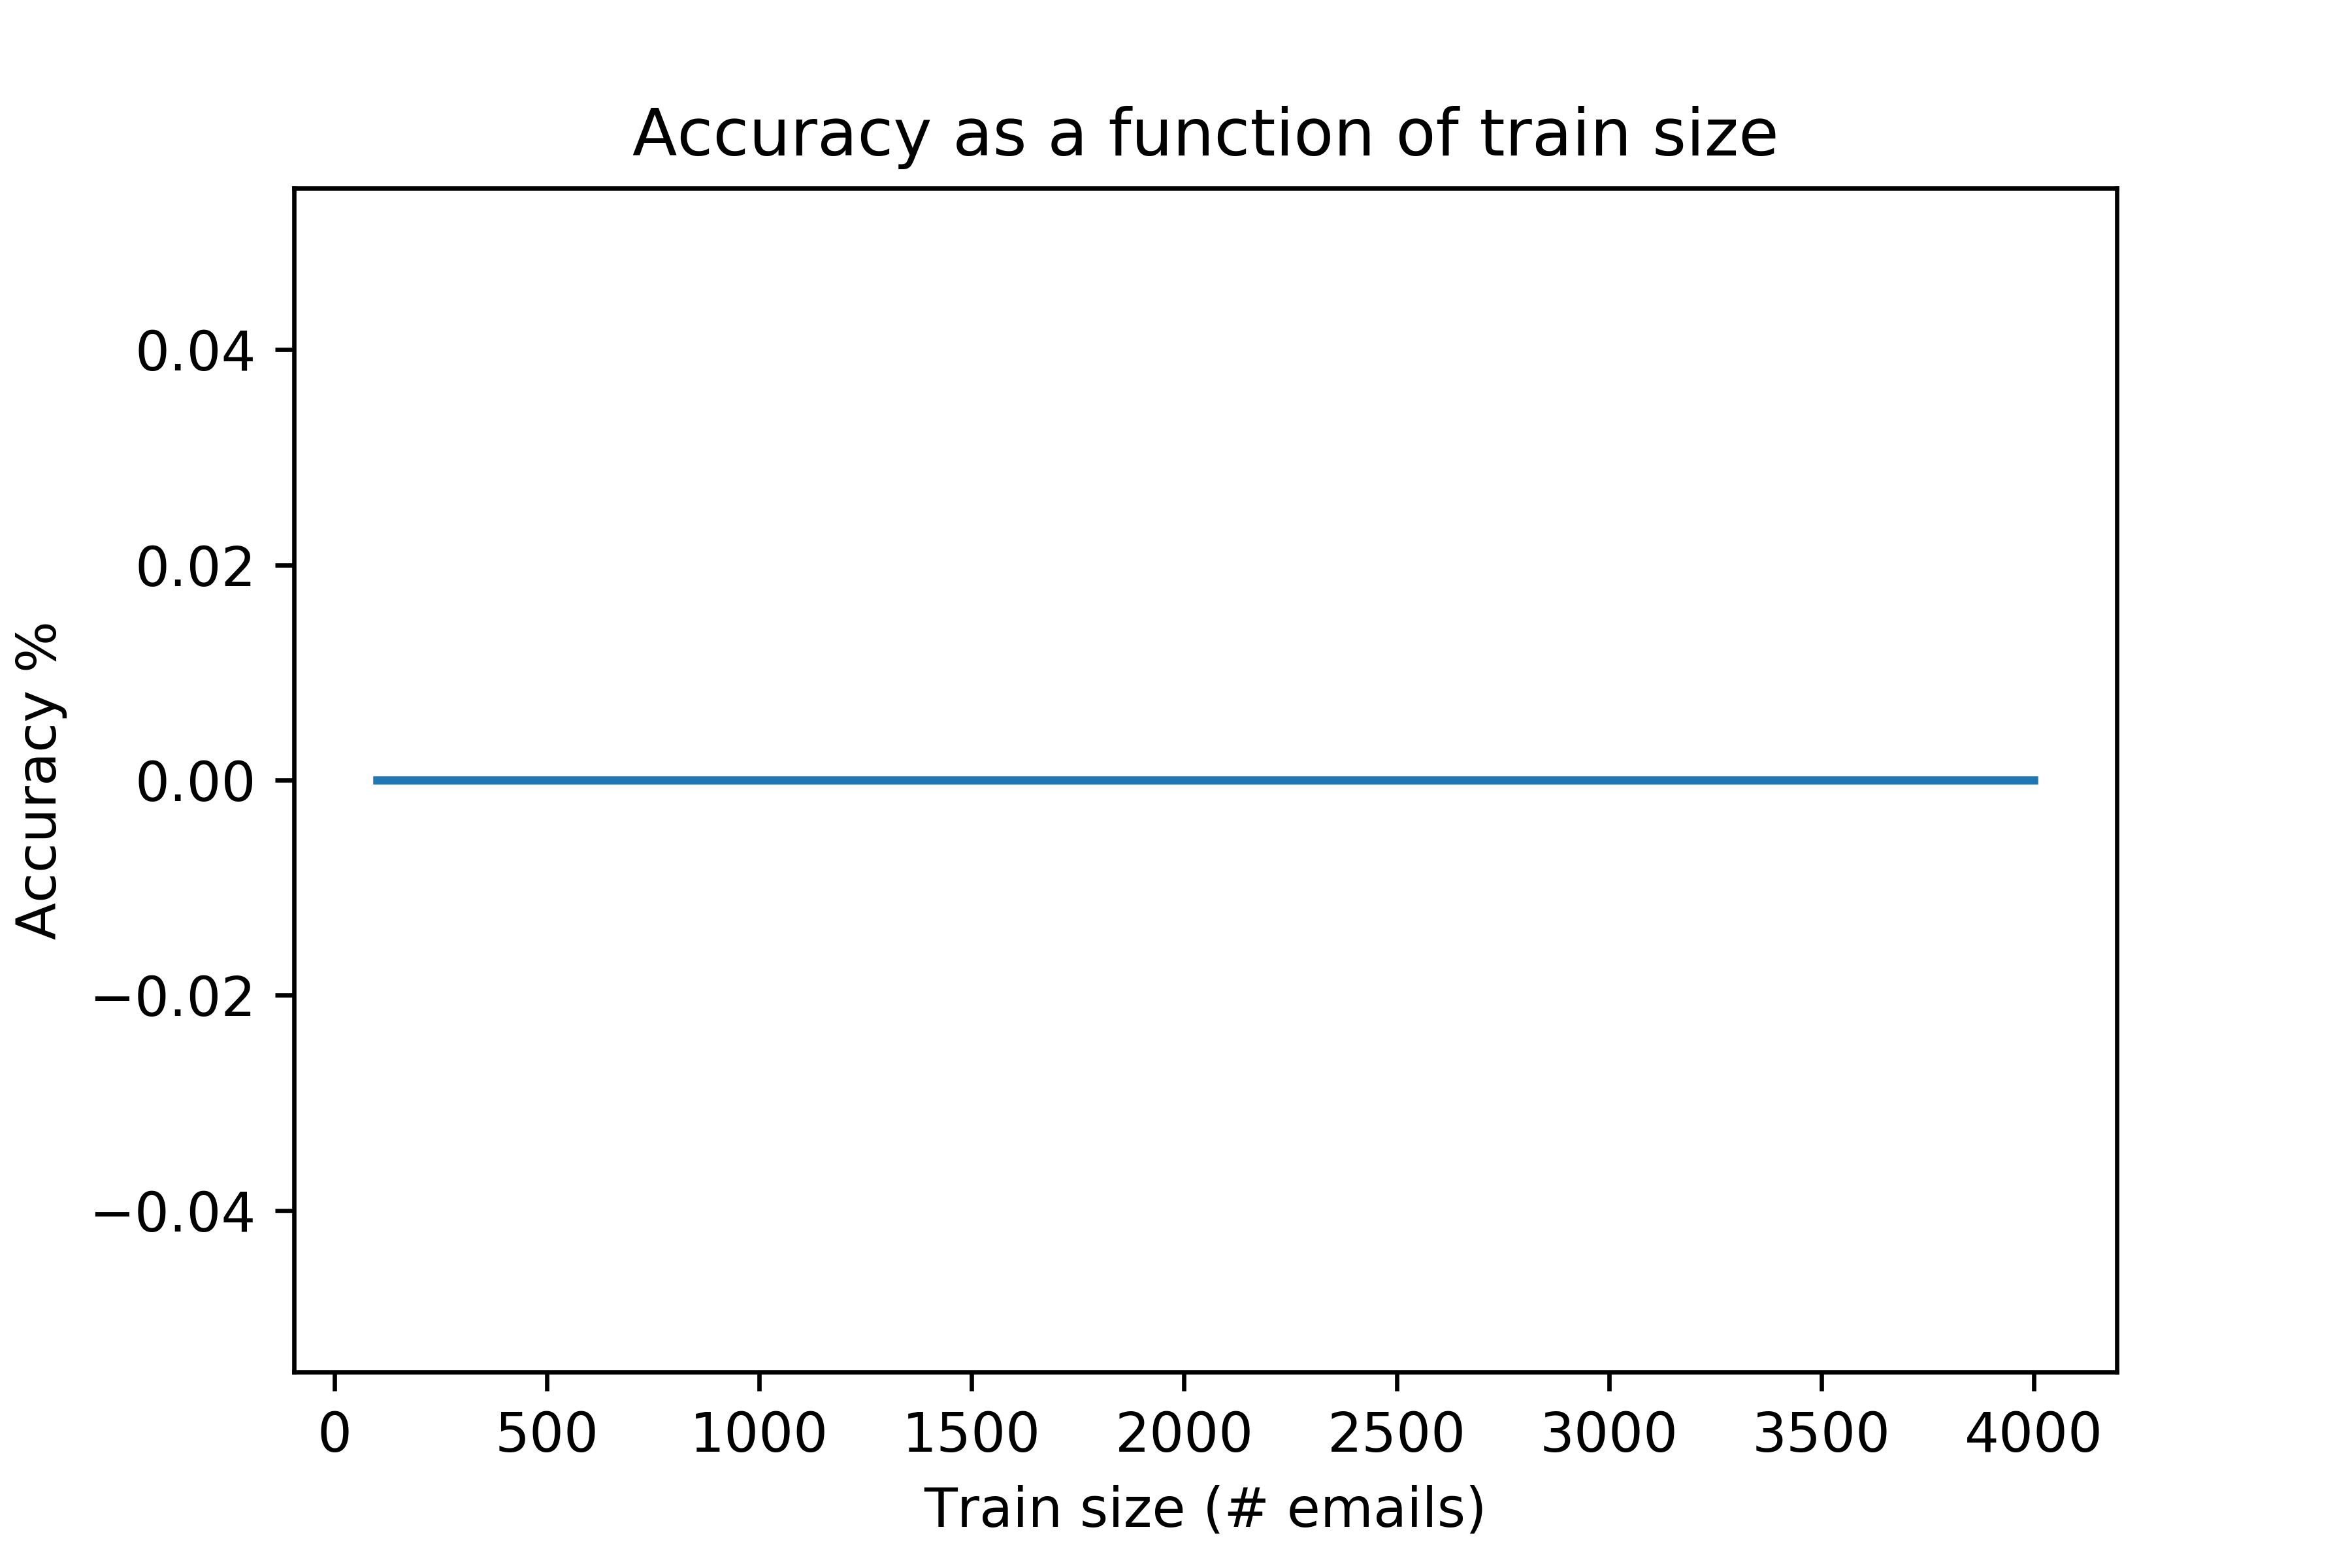 Accuracy as a function of train size
Accuracy %
0.04
0.02
0.00
−0.02
−0.04
0 500 1000 1500 2000 2500 3000 3500 4000
Train size (# emails)